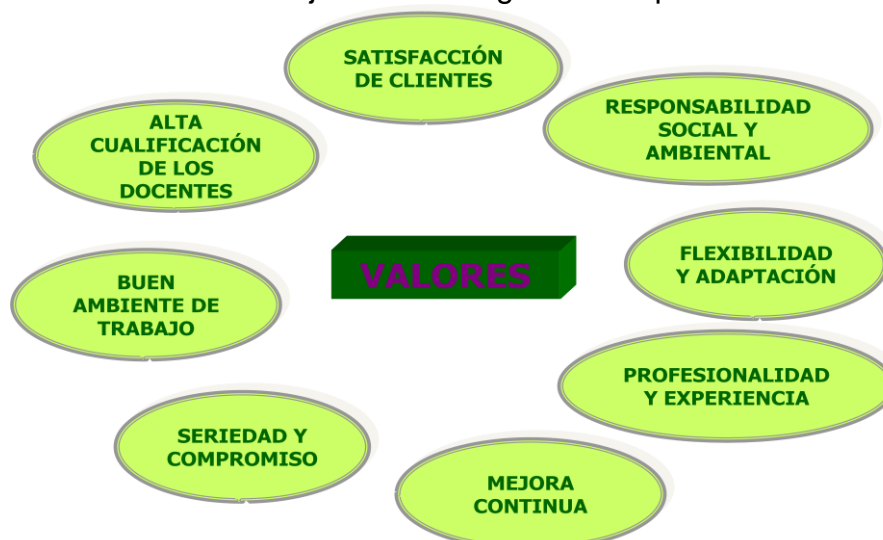 SATISFACCIÓN
DE CLIENTES
RESPONSABILIDAD
SOCIAL Y
AMBIENTAL
ALTA
CUALIFICACIÓN
DE LOS
DOCENTES
VALORES
FLEXIBILIDAD
Y ADAPTACIÓN
BUEN
AMBIENTE DE
TRABAJO
PROFESIONALIDAD
Y EXPERIENCIA
SERIEDAD Y
COMPROMISO
MEJORA
CONTINUA